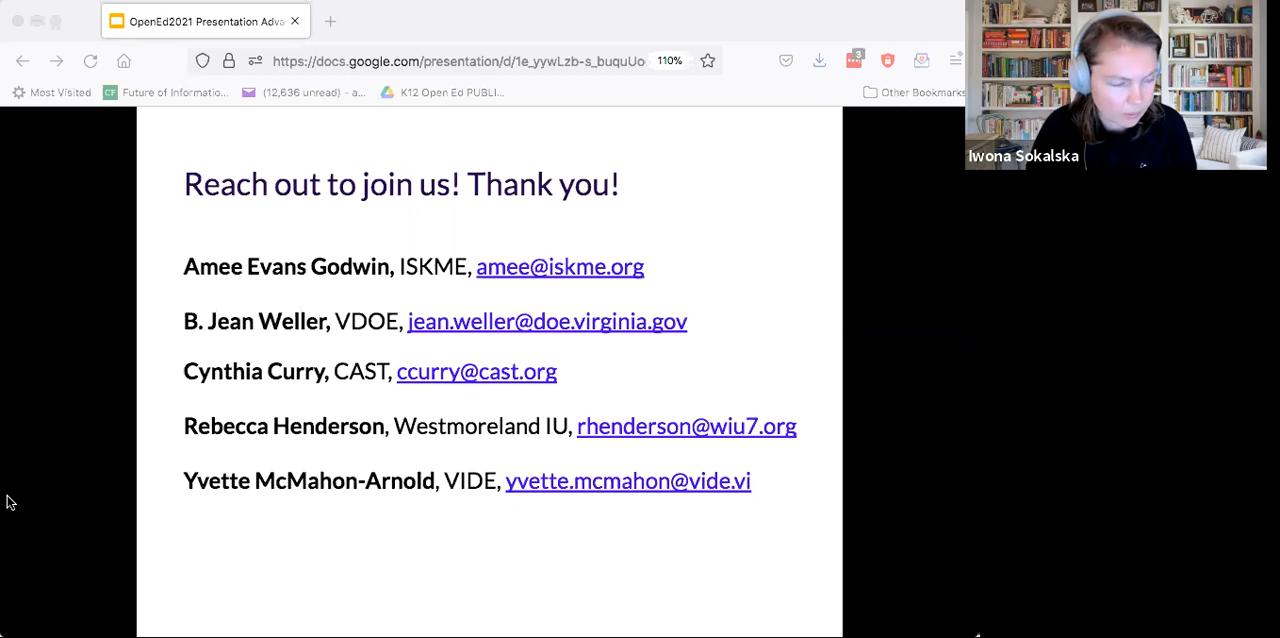 OpenEd2021 Presentation Adva
https://docs.google.com/presentation/d/1e_yywLzb-s_buquUo
110%
3
Most Visited
CF
Future of Informatio...
(12,636 unread) - a...
K12 Open Ed PUBLI...
Other Bookmarks
Iwona Sokalska
Reach out to join us! Thank you!
Amee Evans Godwin, ISKME, amee@iskme.org
B. Jean Weller, VDOE, jean.weller@doe.virginia.gov
Cynthia Curry, CAST, ccurry@cast.org
Rebecca Henderson, Westmoreland IU, rhenderson@wiu7.org
Yvette McMahon-Arnold, VIDE, yvette.mcmahon@vide.vi